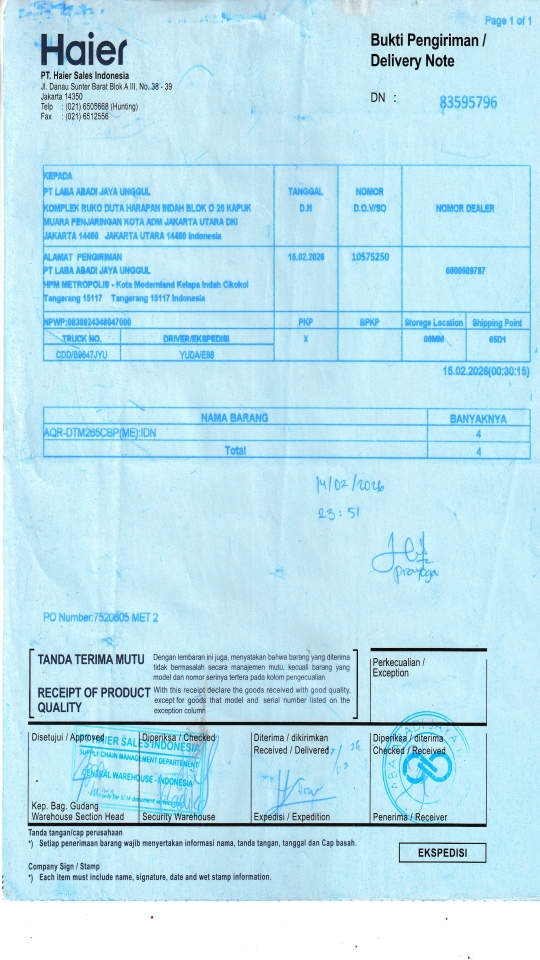 Page 1 of 1
Haier
Bukti Pengiriman /
Delivery Note
PT. Haier Sales Indonesia
Jl. Danau Sunter Barat Blok A III, No. 38 - 39
Jakarta 14350
Telp : (021) 6505668 (Hunting)
Fax : (021) 6512556
DN : 83595796
KEPADA
PT LABA ABADI JAYA UNGGUL
KOMPLEK RUKO DUTA HARAPAN INDAH BLOK O 26 KAPUK
MUARA PENJARINGAN KOTA ADM JAKARTA UTARA DKI
JAKARTA 14460 JAKARTA UTARA 14460 Indonesia
TANGGAL
D.N
NOMOR
D.O.V/SO
NOMOR DEALER
ALAMAT PENGIRIMAN
PT LABA ABADI JAYA UNGGUL
HPM METROPOLIS - Kota Modernland Kelapa Indah Cikokol
Tangerang 15117 Tangerang 15117 Indonesia
15.02.2026
10575250
NPWP:
PKP
BPKP
Storage Location
Shipping Point
TRUCK NO.
DRIVER/EKSPEDISI
X
CDD/B9647JYU
15.02.2026(00:30:15)
NAMA BARANG
BANYAKNYA
AQR-DTM265CBP(ME):IDN
4
Total
4
14/02/2026
23:51
prayoga
PO Number:7520605 MET 2
TANDA TERIMA MUTU
Dengan lembaran ini juga, menyatakan bahwa barang yang diterima
tidak bermasalah secara manajemen mutu, kecuali barang yang
model dan nomor serinya tertera pada kolom pengecualian
RECEIPT OF PRODUCT
QUALITY
With this receipt declare the goods received with good quality,
except for goods that model and serial number listed on the
exception column
Perkecualian /
Exception
Disetujui / Approved
Diperiksa / Checked
Diterima / dikirimkan
Received / Delivered
Diperiksa / diterima
Checked / Received
HAIER SALES INDONESIA
SUPPLY CHAIN MANAGEMENT DEPARTEMENT
GENERAL WAREHOUSE - INDONESIA
Kep. Bag. Gudang
Warehouse Section Head
Security Warehouse
Expedisi / Expedition
Penerima / Receiver
Tanda tangan/cap perusahaan
*) Setiap penerimaan barang wajib menyertakan informasi nama, tanda tangan, tanggal dan Cap basah.
EKSPEDISI
Company Sign / Stamp
*) Each item must include name, signature, date and wet stamp information.